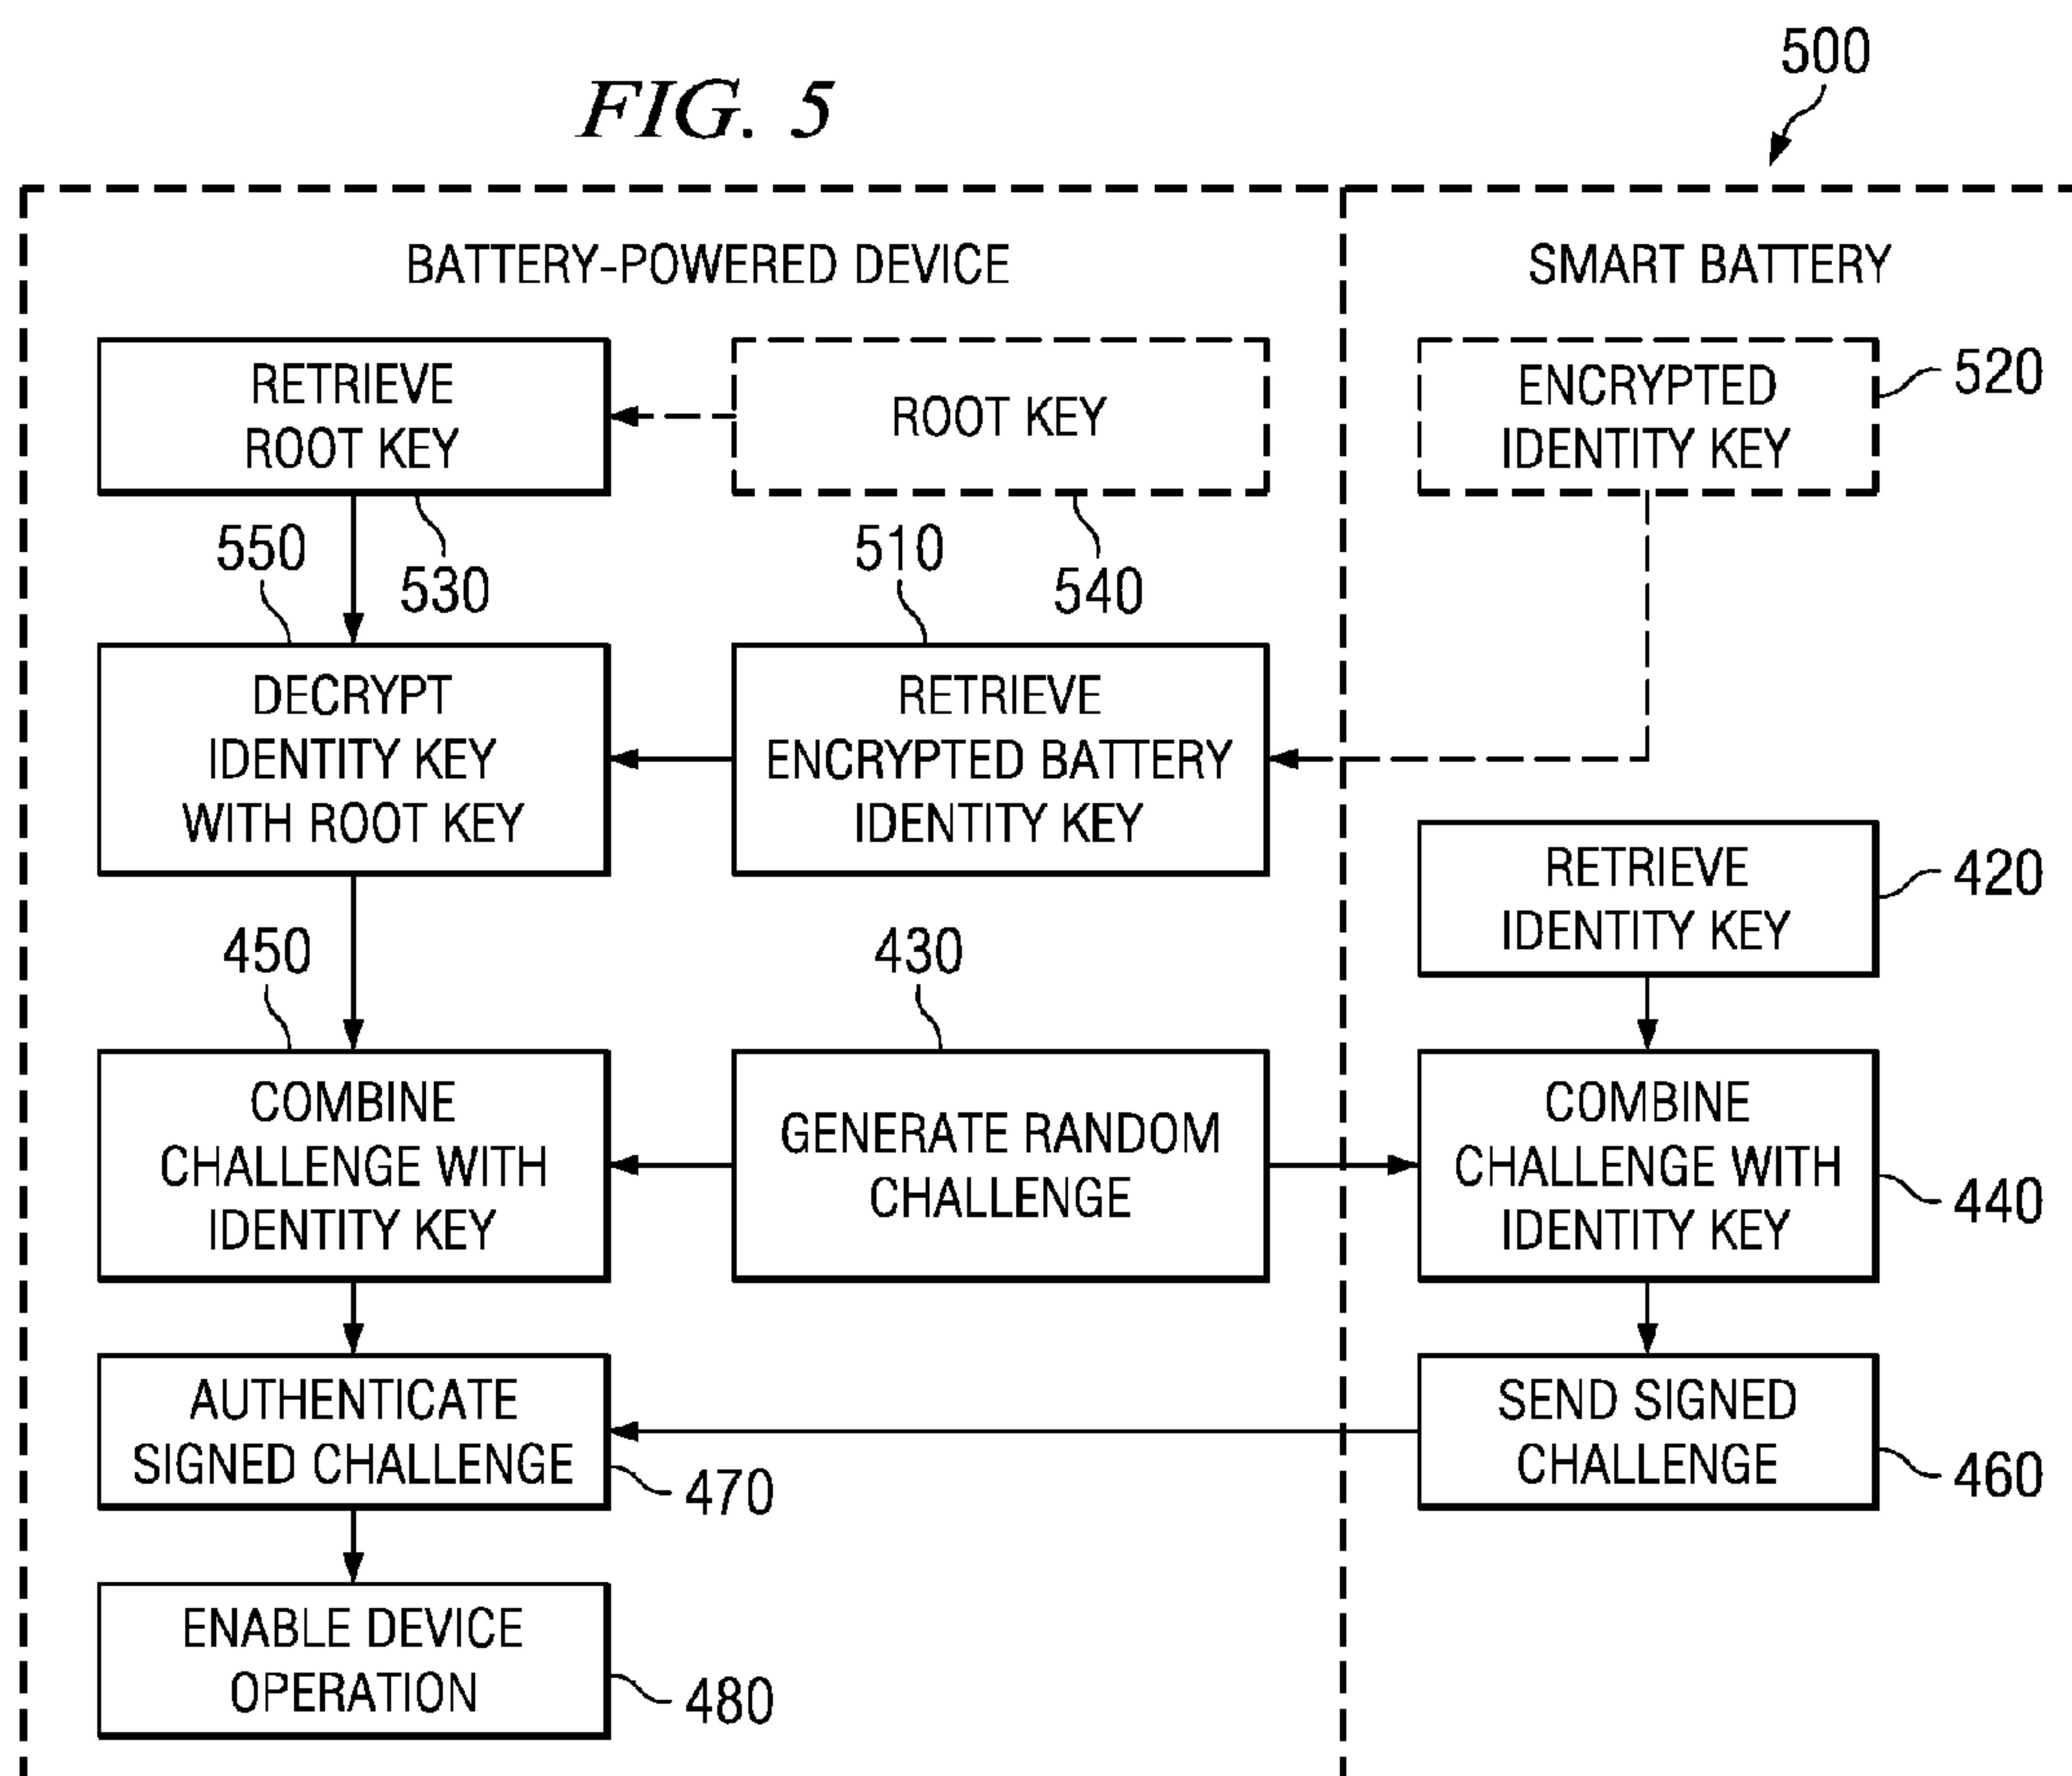 FIG. 5
500
BATTERY-POWERED DEVICE
SMART BATTERY
RETRIEVE
ROOT KEY
530
ROOT KEY
540
ENCRYPTED
IDENTITY KEY
520
550
DECRYPT
IDENTITY KEY
WITH ROOT KEY
510
RETRIEVE
ENCRYPTED BATTERY
IDENTITY KEY
RETRIEVE
IDENTITY KEY
420
450
COMBINE
CHALLENGE WITH
IDENTITY KEY
430
GENERATE RANDOM
CHALLENGE
COMBINE
CHALLENGE WITH
IDENTITY KEY
440
AUTHENTICATE
SIGNED CHALLENGE
470
SEND SIGNED
CHALLENGE
460
ENABLE DEVICE
OPERATION
480